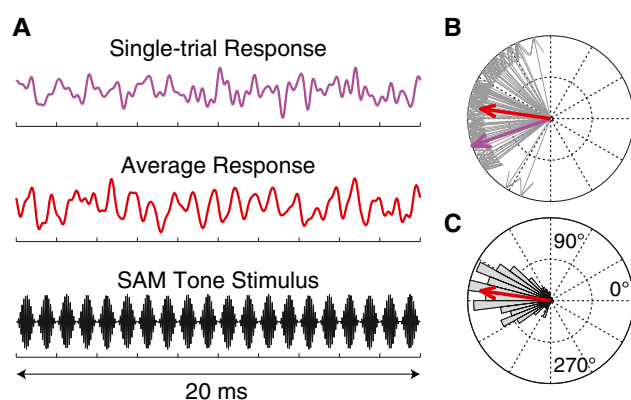 A
Single-trial Response
Average Response
SAM Tone Stimulus
20 ms
B
C
90°
0°
270°